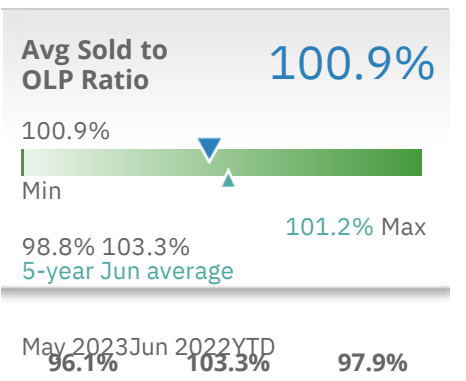 Avg Sold to
OLP Ratio
100.9%
100.9%
Min
101.2% Max
98.8% 103.3%
5-year Jun average
May 2023Jun 2022YTD
96.1% 103.3% 97.9%